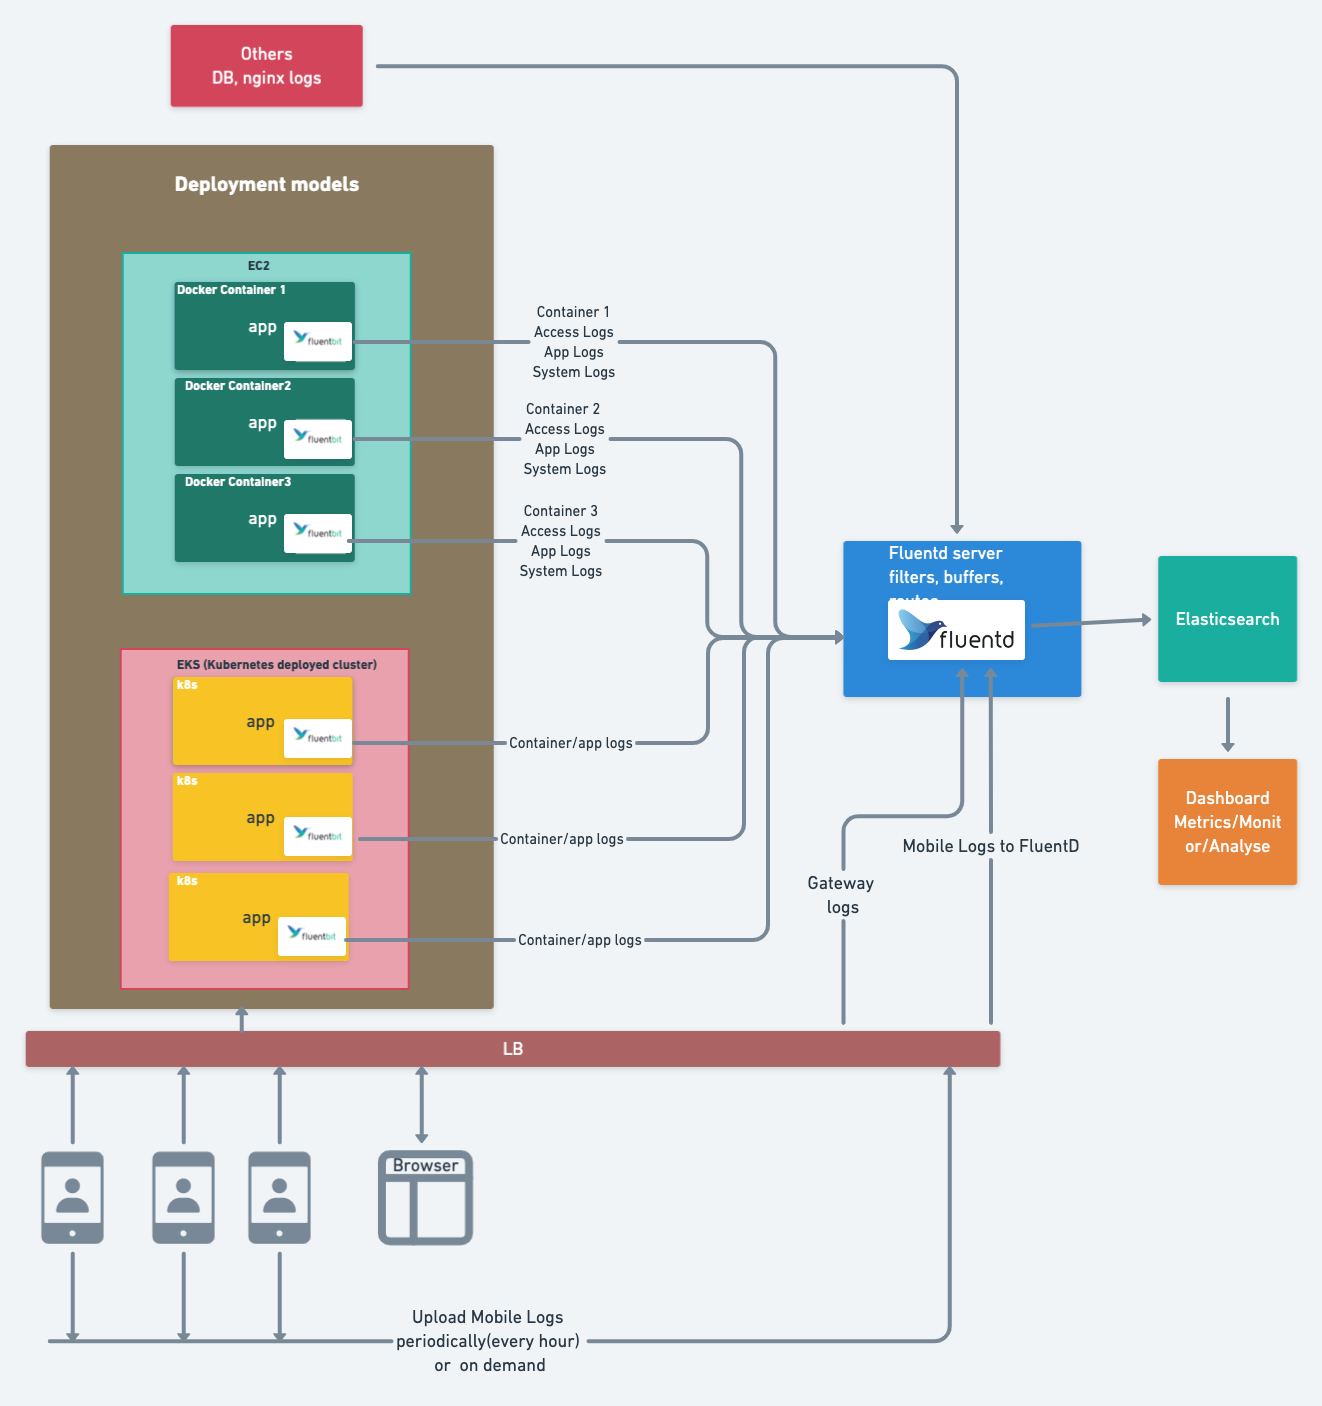 Others
DB, nginx logs
Deployment models
EC2
Docker Container 1
app
fluentbit
Docker Container2
app
fluentbit
Docker Container3
app
fluentbit
Container 1
Access Logs
App Logs
System Logs
Container 2
Access Logs
App Logs
System Logs
Container 3
Access Logs
App Logs
System Logs
Fluentd server
filters, buffers,
routes
fluentd
Elasticsearch
EKS (Kubernetes deployed cluster)
k8s
app
fluentbit
k8s
app
fluentbit
k8s
app
fluentbit
Container/app logs
Container/app logs
Container/app logs
Dashboard
Metrics/Monit
or/Analyse
Mobile Logs to FluentD
Gateway
logs
LB
Browser
Upload Mobile Logs
periodically(every hour)
or  on demand